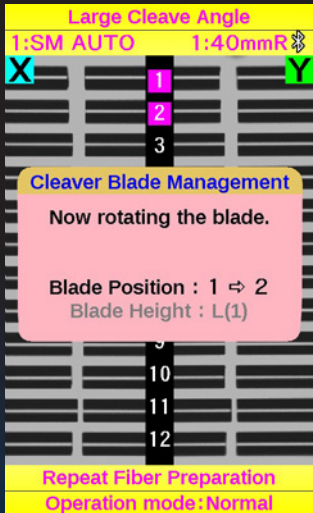 Large Cleave Angle
1:SM AUTO 1:40mmR
X Y
1
2
3
Cleaver Blade Management
Now rotating the blade.
Blade Position : 1 ⇨ 2
Blade Height : L(1)
9
10
11
12
Repeat Fiber Preparation
Operation mode:Normal